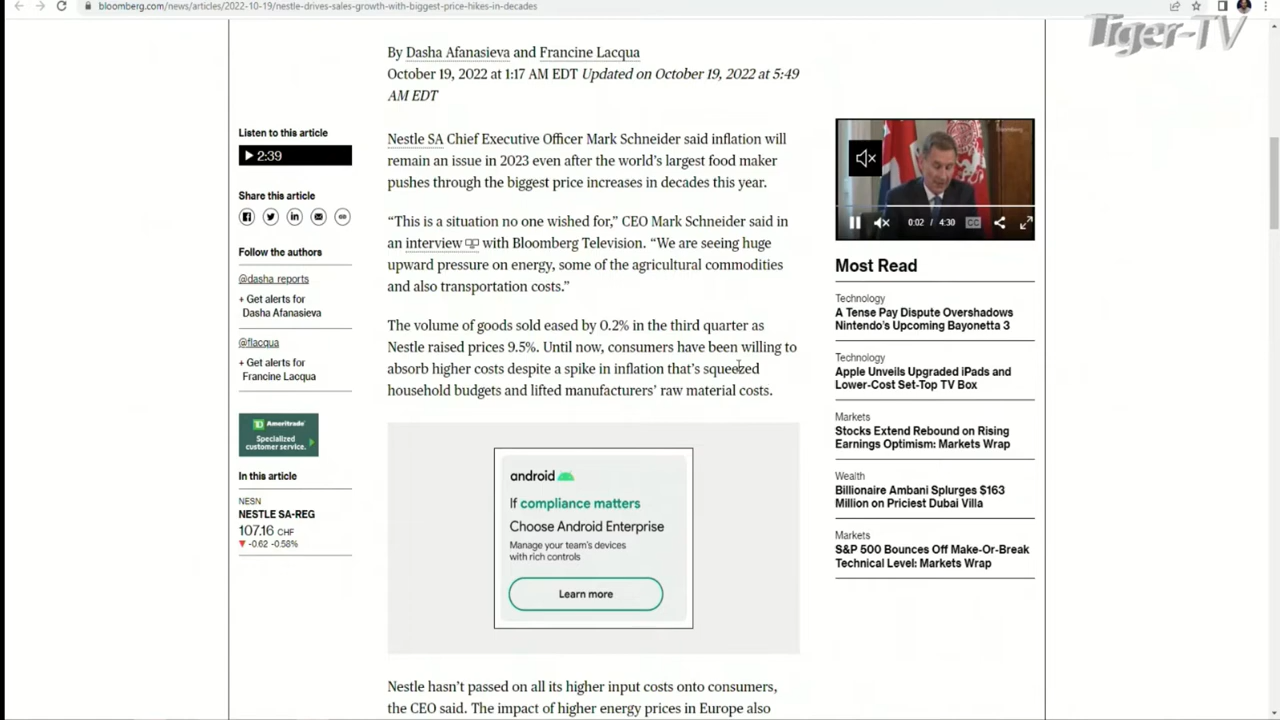 bloomberg.com/news/articles/2022-10-19/nestle-drives-sales-growth-with-biggest-price-hikes-in-decades
Tiger-TV
By Dasha Afanasieva and Francine Lacqua
October 19, 2022 at 1:17 AM EDT Updated on October 19, 2022 at 5:49
AM EDT
Listen to this article
2:39
Share this article
Follow the authors
@dasha_reports
+ Get alerts for
Dasha Afanasieva
@flacqua
+ Get alerts for
Francine Lacqua
TD Ameritrade
Specialized
customer service.
In this article
NESN
NESTLE SA-REG
107.16 CHF
▼ -0.62 -0.58%
Nestle SA Chief Executive Officer Mark Schneider said inflation will
remain an issue in 2023 even after the world's largest food maker
pushes through the biggest price increases in decades this year.
“This is a situation no one wished for,” CEO Mark Schneider said in
an interview with Bloomberg Television. “We are seeing huge
upward pressure on energy, some of the agricultural commodities
and also transportation costs.”
The volume of goods sold eased by 0.2% in the third quarter as
Nestle raised prices 9.5%. Until now, consumers have been willing to
absorb higher costs despite a spike in inflation that's squeezed
household budgets and lifted manufacturers' raw material costs.
android
If compliance matters
Choose Android Enterprise
Manage your team's devices
with rich controls
Learn more
Nestle hasn't passed on all its higher input costs onto consumers,
the CEO said. The impact of higher energy prices in Europe also
Bloomberg
0:02 / 4:30 CC
Most Read
Technology
A Tense Pay Dispute Overshadows
Nintendo's Upcoming Bayonetta 3
Technology
Apple Unveils Upgraded iPads and
Lower-Cost Set-Top TV Box
Markets
Stocks Extend Rebound on Rising
Earnings Optimism: Markets Wrap
Wealth
Billionaire Ambani Splurges $163
Million on Priciest Dubai Villa
Markets
S&P 500 Bounces Off Make-Or-Break
Technical Level: Markets Wrap